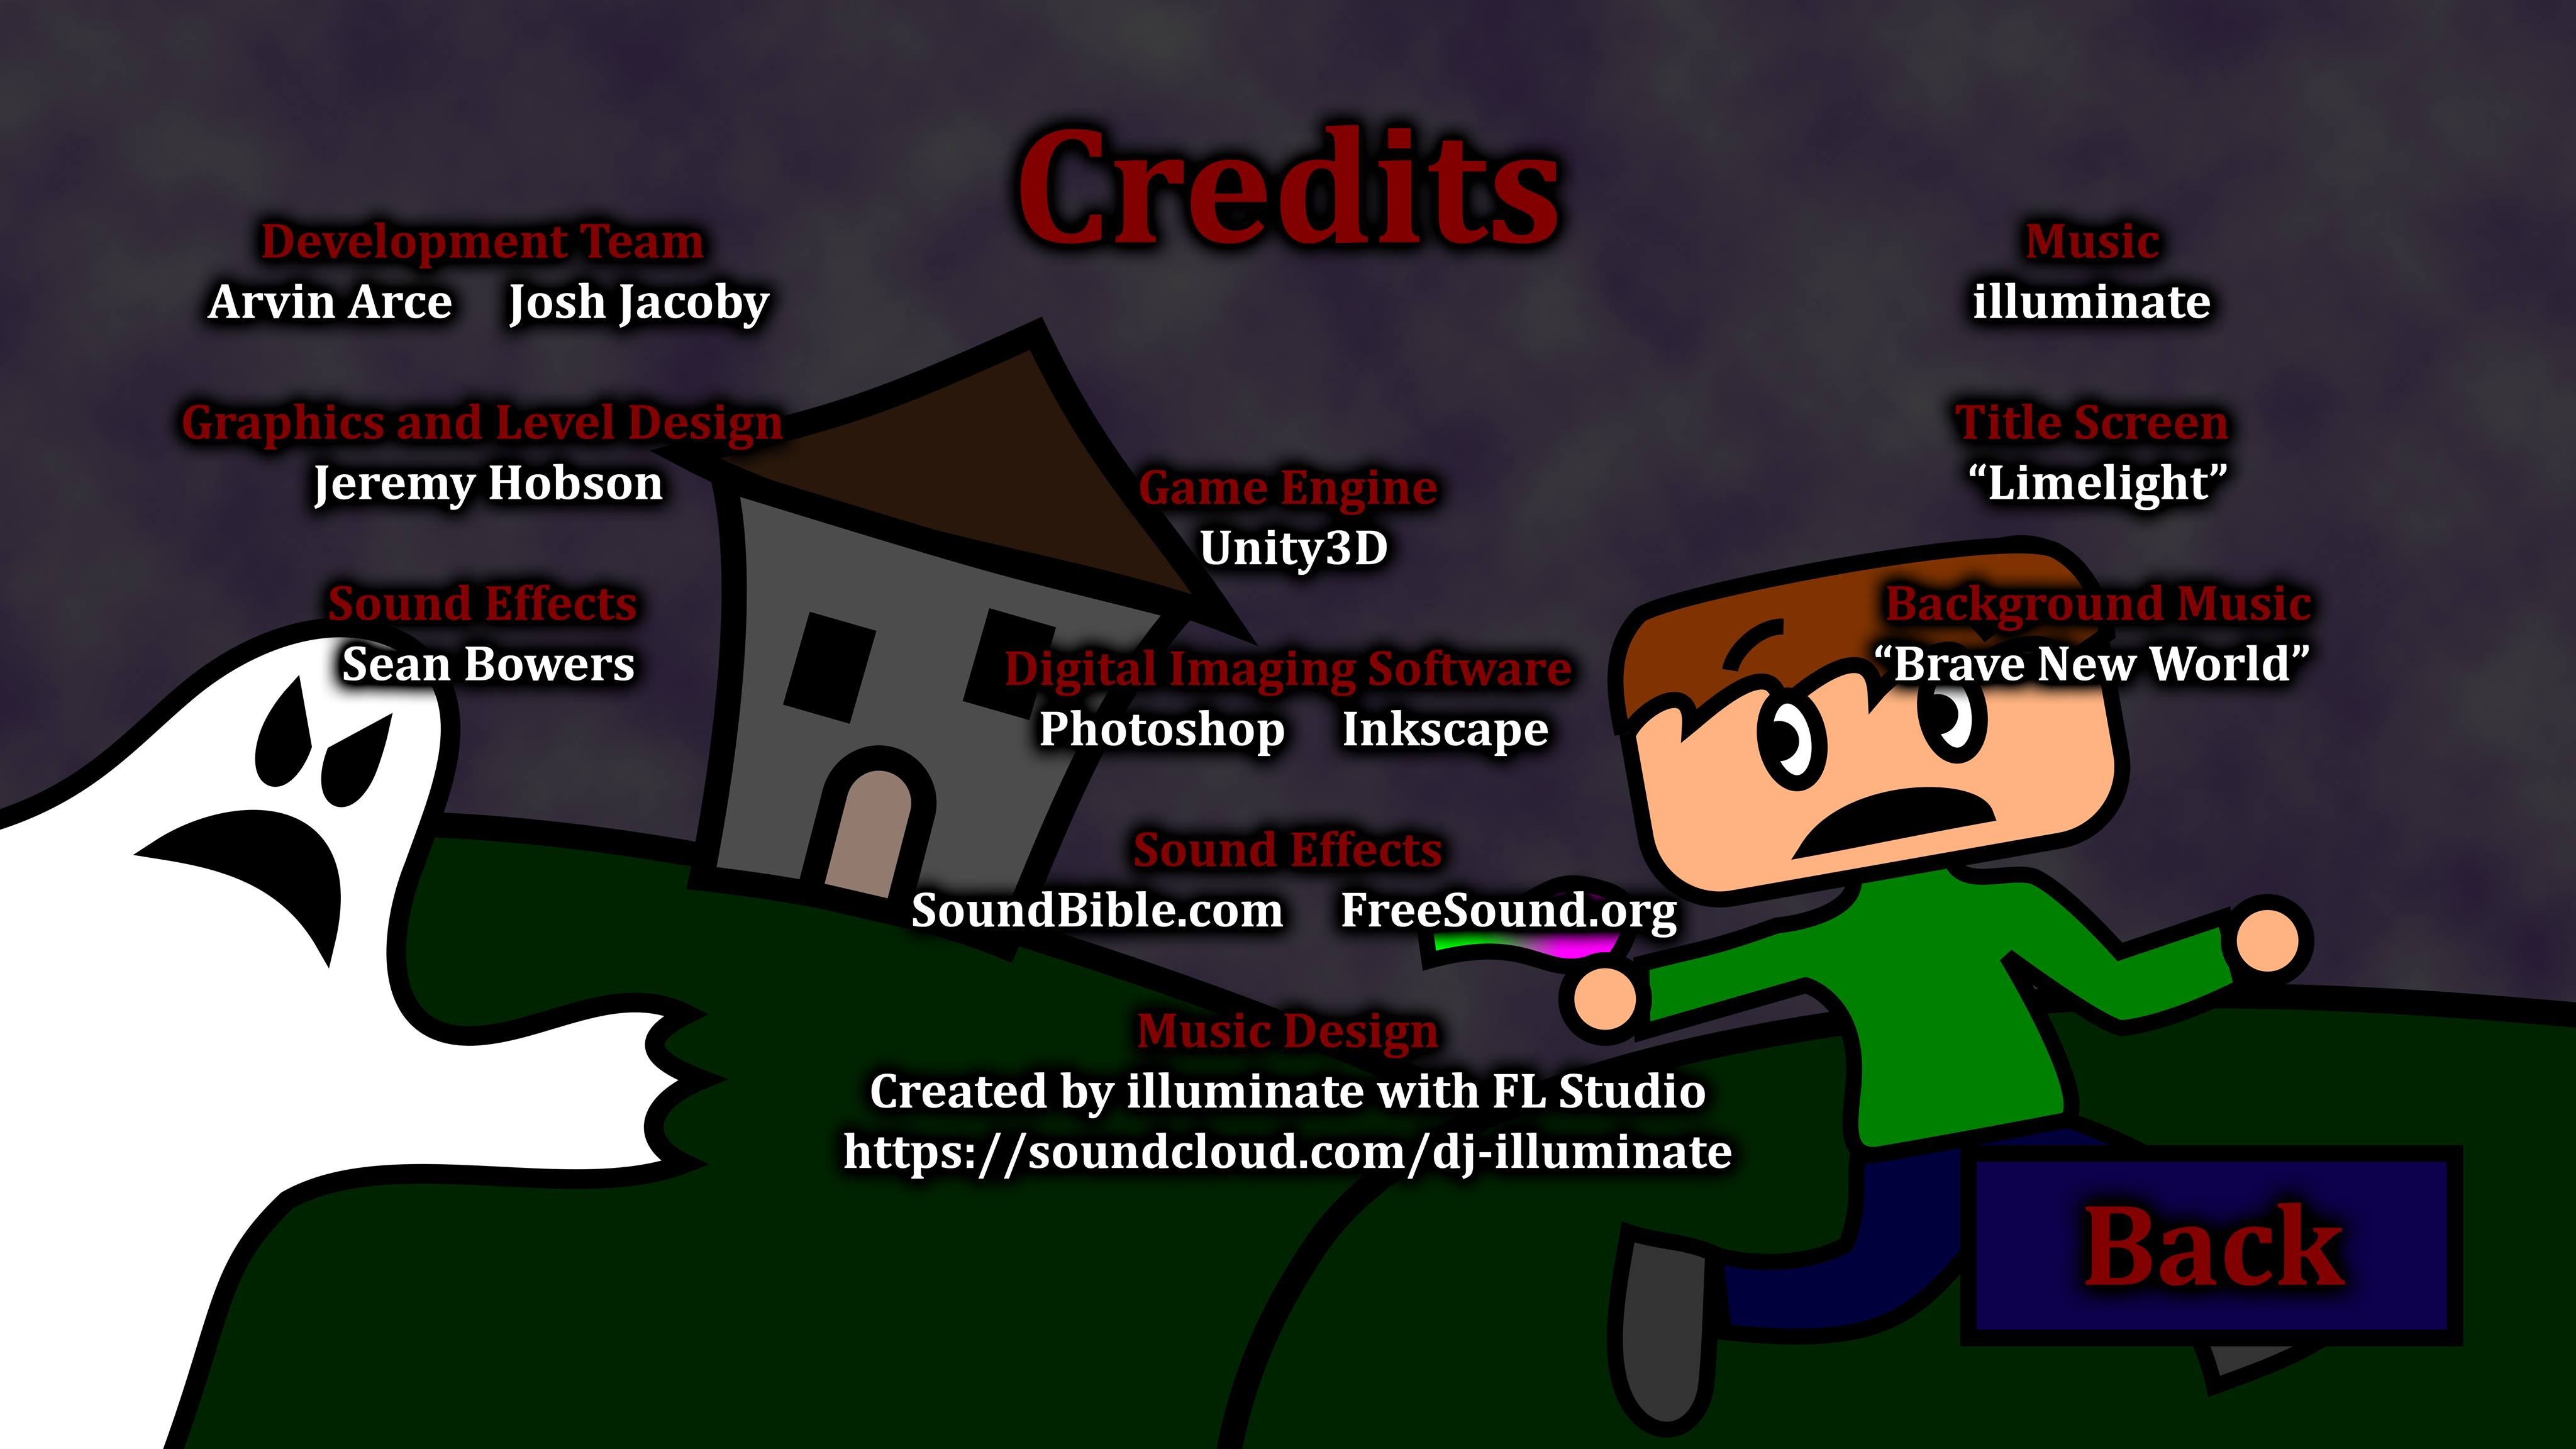 Credits
Development Team
Arvin Arce Josh Jacoby
Graphics and Level Design
Jeremy Hobson
Sound Effects
Sean Bowers
Game Engine
Unity3D
Digital Imaging Software
Photoshop Inkscape
Sound Effects
SoundBible.com FreeSound.org
Music Design
Created by illuminate with FL Studio
https://soundcloud.com/dj-illuminate
Music
illuminate
Title Screen
“Limelight”
Background Music
“Brave New World”
Back